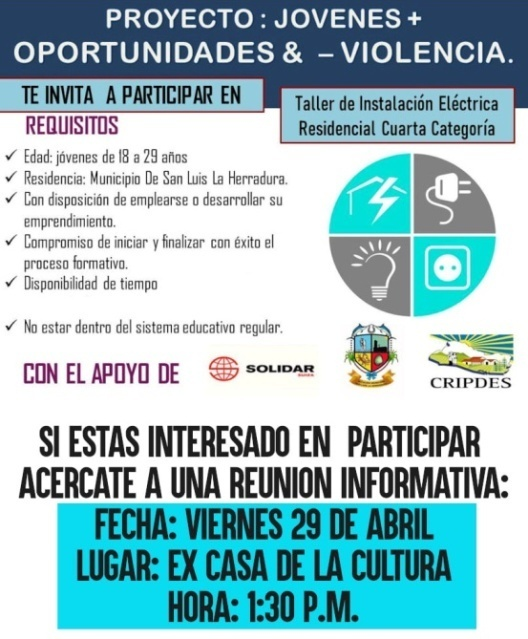 PROYECTO : JOVENES +
OPORTUNIDADES & – VIOLENCIA.
TE INVITA A PARTICIPAR EN
Taller de Instalación Eléctrica
Residencial Cuarta Categoría
REQUISITOS
✓ Edad: jóvenes de 18 a 29 años
✓ Residencia: Municipio De San Luis La Herradura.
✓ Con disposición de emplearse o desarrollar su
emprendimiento.
✓ Compromiso de iniciar y finalizar con éxito el
proceso formativo.
✓ Disponibilidad de tiempo
✓ No estar dentro del sistema educativo regular.
CON EL APOYO DE
SOLIDAR
CRIPDES
SI ESTAS INTERESADO EN PARTICIPAR
ACERCATE A UNA REUNION INFORMATIVA:
FECHA: VIERNES 29 DE ABRIL
LUGAR: EX CASA DE LA CULTURA
HORA: 1:30 P.M.